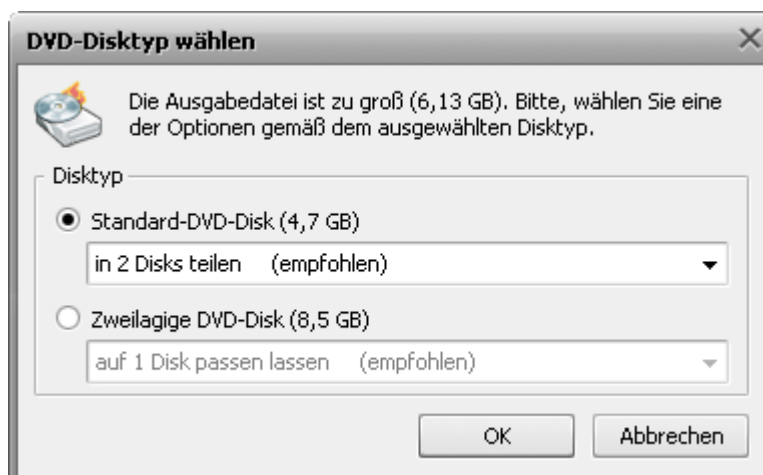 DVD-Disktyp wählen
Die Ausgabedatei ist zu groß (6,13 GB). Bitte, wählen Sie eine
der Optionen gemäß dem ausgewählten Disktyp.
Disktyp
Standard-DVD-Disk (4,7 GB)
in 2 Disks teilen (empfohlen)
Zweilagige DVD-Disk (8,5 GB)
auf 1 Disk passen lassen (empfohlen)
OK
Abbrechen